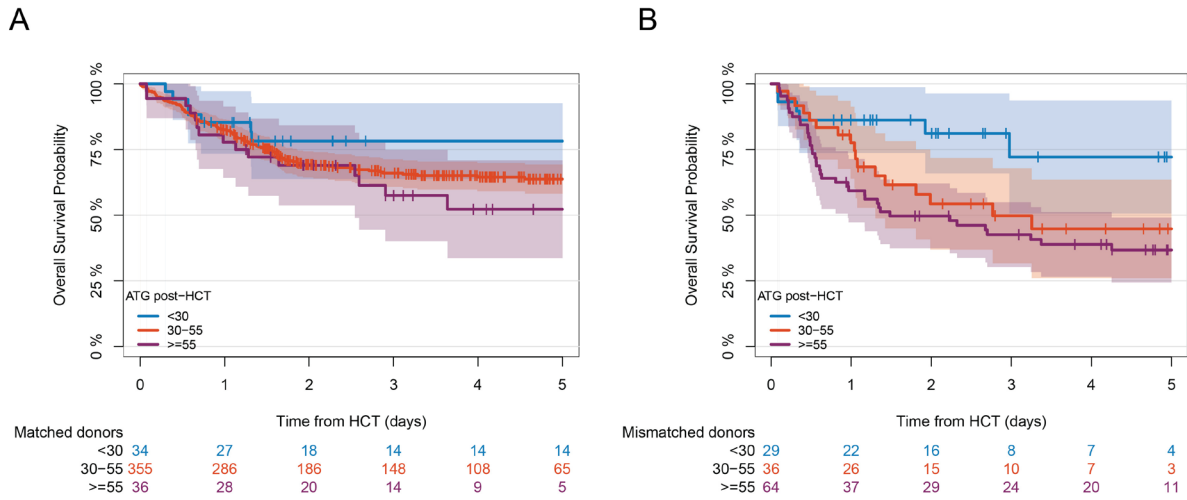 A
Overall Survival Probability
100 %
75 %
50 %
25 %
0 %
ATG post−HCT
<30
30−55
>=55
0 1 2 3 4 5
Time from HCT (days)
Matched donors
<30 34 27 18 14 14 14
30−55 355 286 186 148 108 65
>=55 36 28 20 14 9 5
B
Overall Survival Probability
100 %
75 %
50 %
25 %
0 %
ATG post−HCT
<30
30−55
>=55
0 1 2 3 4 5
Time from HCT (days)
Mismatched donors
<30 29 22 16 8 7 4
30−55 36 26 15 10 7 3
>=55 64 37 29 24 20 11